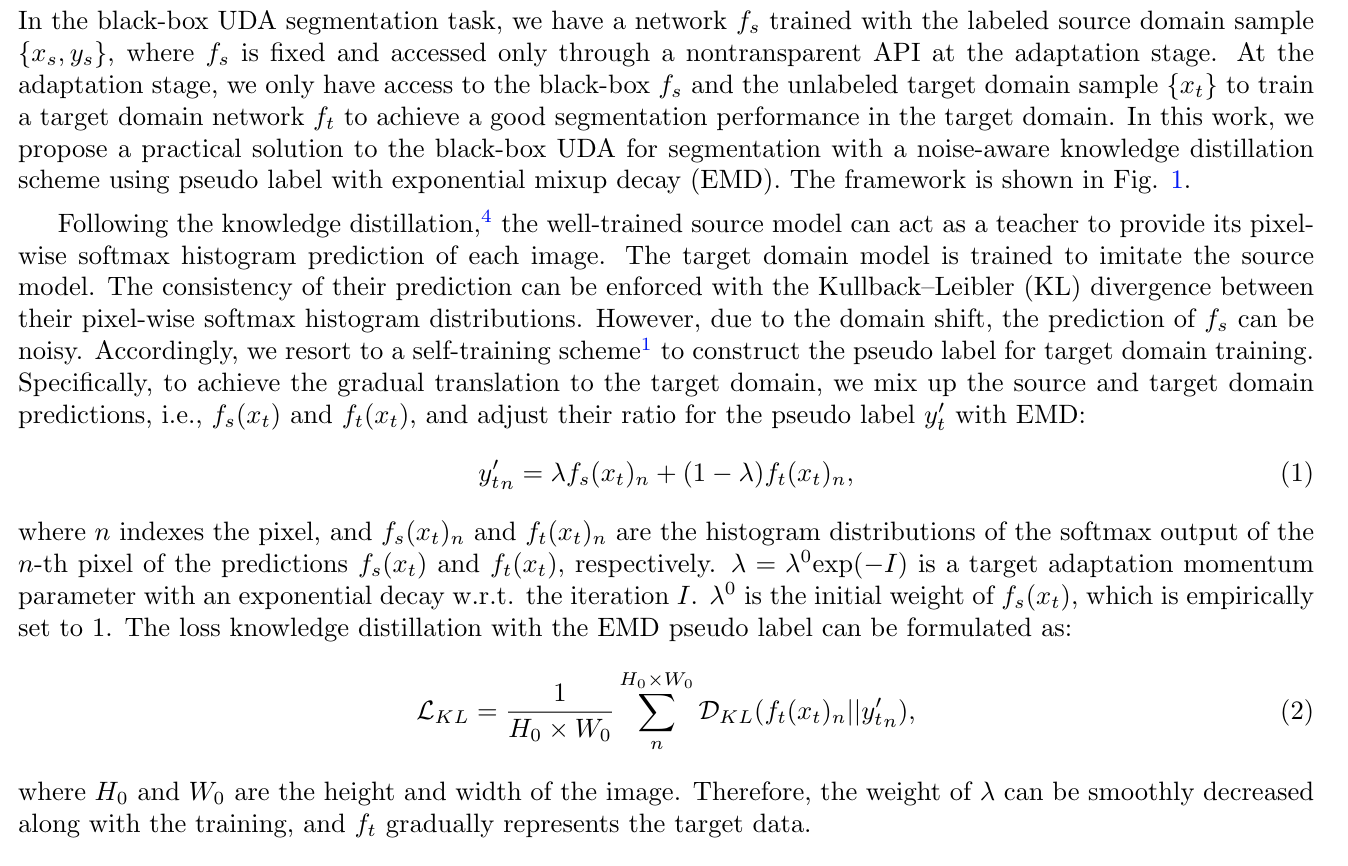 In the black-box UDA segmentation task, we have a network f_s trained with the labeled source domain sample
{x_s, y_s}, where f_s is fixed and accessed only through a nontransparent API at the adaptation stage. At the
adaptation stage, we only have access to the black-box f_s and the unlabeled target domain sample {x_t} to train
a target domain network f_t to achieve a good segmentation performance in the target domain. In this work, we
propose a practical solution to the black-box UDA for segmentation with a noise-aware knowledge distillation
scheme using pseudo label with exponential mixup decay (EMD). The framework is shown in Fig. 1.
Following the knowledge distillation,^4 the well-trained source model can act as a teacher to provide its pixel-
wise softmax histogram prediction of each image. The target domain model is trained to imitate the source
model. The consistency of their prediction can be enforced with the Kullback–Leibler (KL) divergence between
their pixel-wise softmax histogram distributions. However, due to the domain shift, the prediction of f_s can be
noisy. Accordingly, we resort to a self-training scheme^1 to construct the pseudo label for target domain training.
Specifically, to achieve the gradual translation to the target domain, we mix up the source and target domain
predictions, i.e., f_s(x_t) and f_t(x_t), and adjust their ratio for the pseudo label y'_t with EMD:
y'_{tn} = λf_s(x_t)_n + (1 − λ)f_t(x_t)_n, (1)
where n indexes the pixel, and f_s(x_t)_n and f_t(x_t)_n are the histogram distributions of the softmax output of the
n-th pixel of the predictions f_s(x_t) and f_t(x_t), respectively. λ = λ^0exp(−I) is a target adaptation momentum
parameter with an exponential decay w.r.t. the iteration I. λ^0 is the initial weight of f_s(x_t), which is empirically
set to 1. The loss knowledge distillation with the EMD pseudo label can be formulated as:
L_{KL} = \frac{1}{H_0 × W_0} \sum_{n}^{H_0×W_0} D_{KL}(f_t(x_t)_n||y'_{tn}), (2)
where H_0 and W_0 are the height and width of the image. Therefore, the weight of λ can be smoothly decreased
along with the training, and f_t gradually represents the target data.